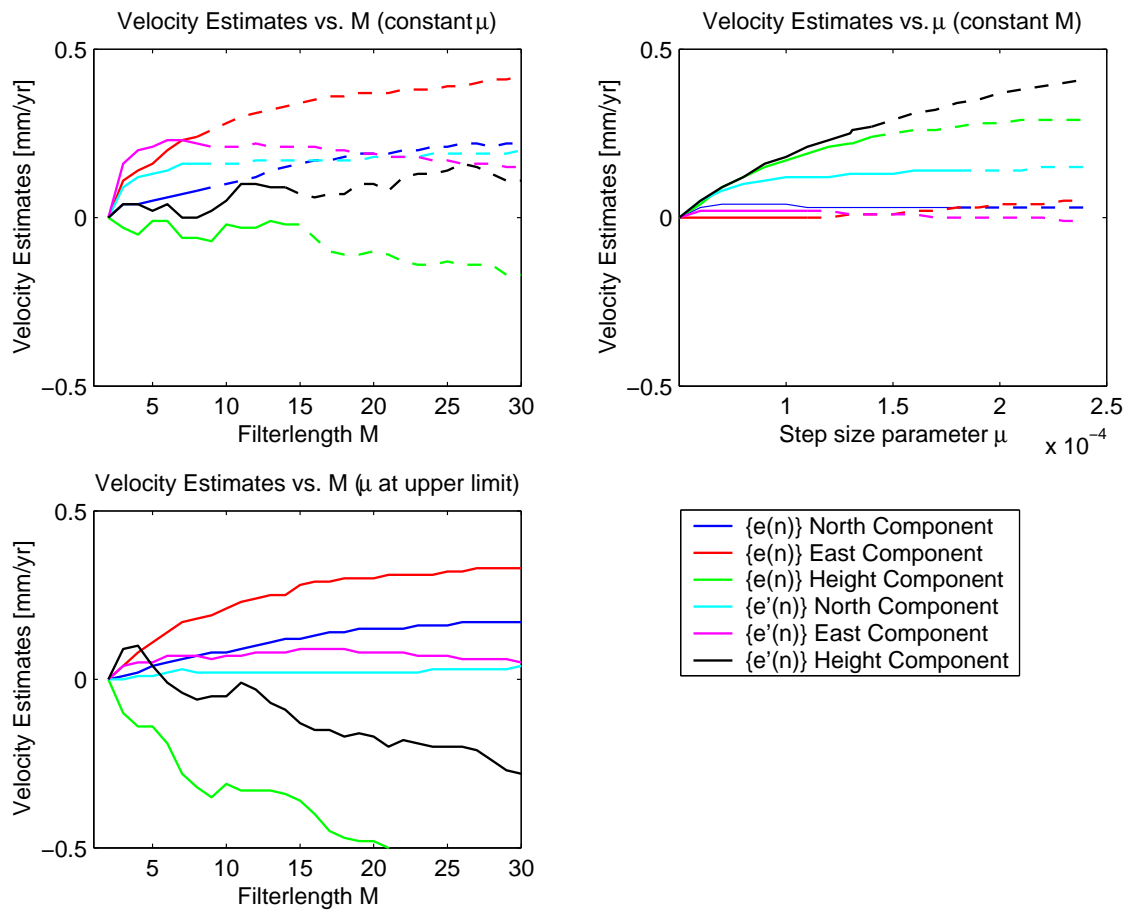 Velocity Estimates vs. M (constant μ)
0.5
0
−0.5
Velocity Estimates [mm/yr]
5 10 15 20 25 30
Filterlength M
Velocity Estimates vs. μ (constant M)
0.5
0
−0.5
Velocity Estimates [mm/yr]
1 1.5 2 2.5
Step size parameter μ
x 10−4
Velocity Estimates vs. M (μ at upper limit)
0.5
0
−0.5
Velocity Estimates [mm/yr]
5 10 15 20 25 30
Filterlength M
{e(n)} North Component
{e(n)} East Component
{e(n)} Height Component
{e'(n)} North Component
{e'(n)} East Component
{e'(n)} Height Component